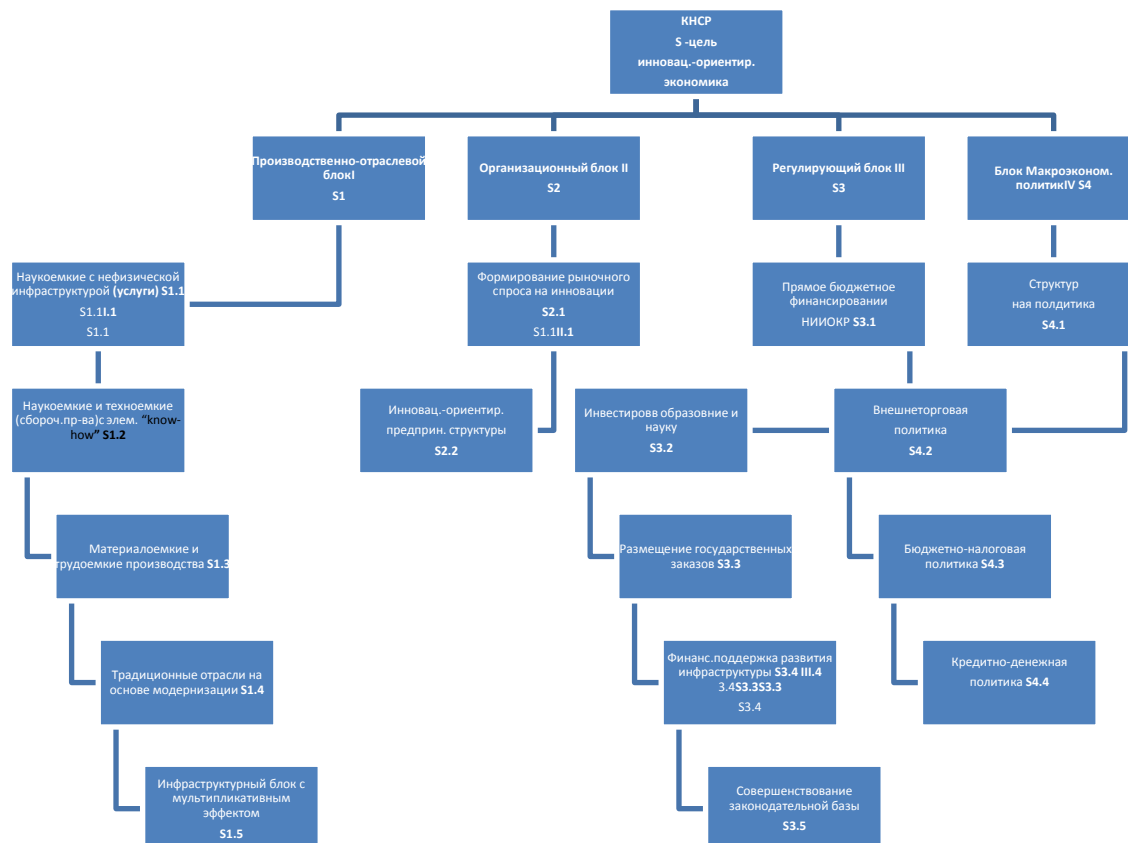 КНСР
S -цель
инновац.-ориентир.
экономика
Производственно-отраслевой
блокI
S1
Организационный блок II
S2
Регулирующий блок III
S3
Блок Макроэконом.
политикIV S4
Наукоемкие с нефизической
инфраструктурой (услуги) S1.1
S1.1I.1
S1.1
Формирование рыночного
спроса на инновации
S2.1
S1.1II.1
Прямое бюджетное
финансировании
НИИОКР S3.1
Структур
ная полдитика
S4.1
Наукоемкие и техноемкие
(сбороч.пр-ва)с элем. “know-
how” S1.2
Инновац.-ориентир.
предприн. структуры
S2.2
Инвестировв образовние и
науку
S3.2
Внешнеторговая
политика
S4.2
Материалоемкие и
трудоемкие производства S1.3
Размещение государственных
заказов S3.3
Бюджетно-налоговая
политика S4.3
Традиционные отрасли на
основе модернизации S1.4
Финанс.поддержка развития
инфраструктуры S3.4 III.4
3.4S3.3S3.3
S3.4
Кредитно-денежная
политика S4.4
Инфраструктурный блок с
мультипликативным
эффектом
S1.5
Совершенствование
законодательной базы
S3.5